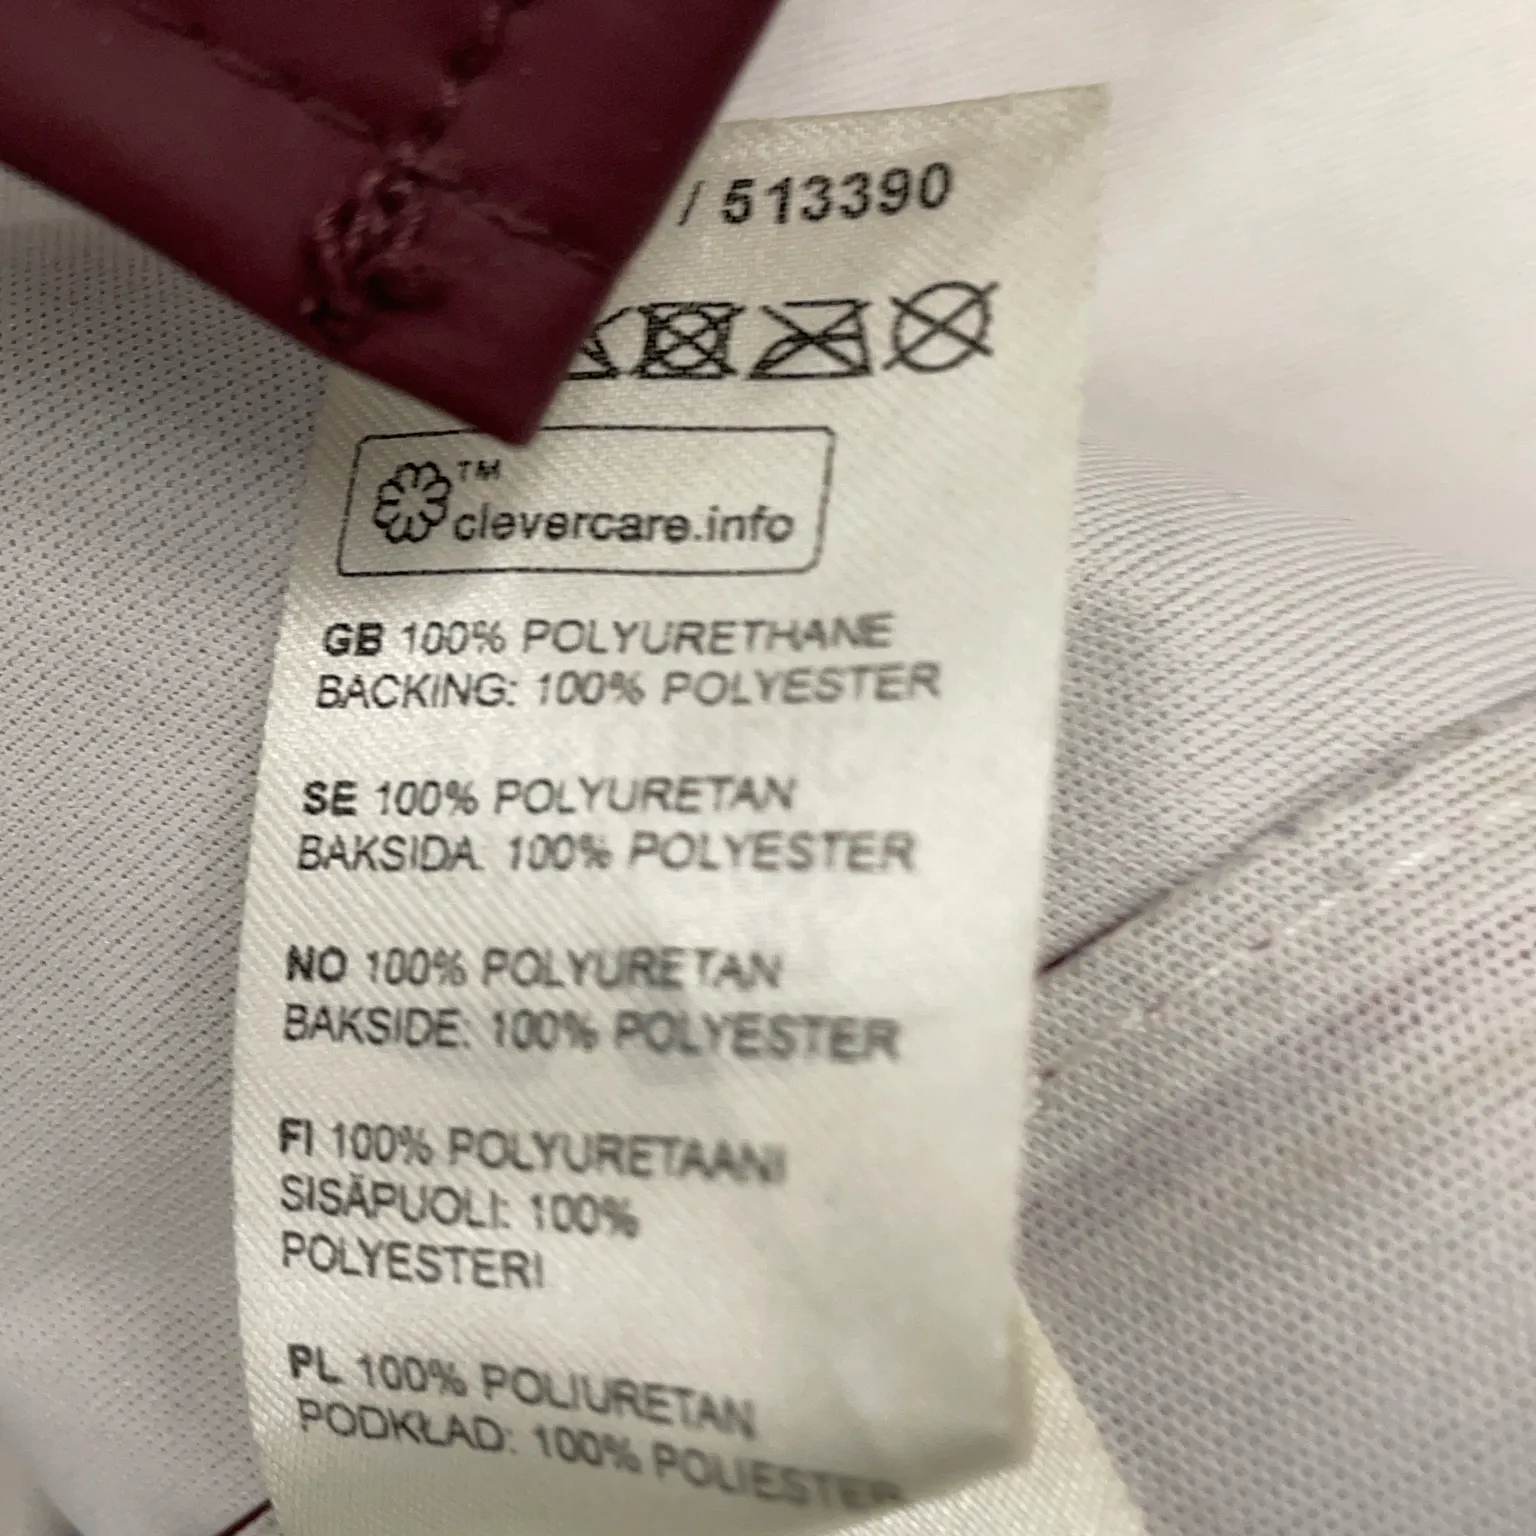 / 513390
TM
clevercare.info
GB 100% POLYURETHANE
BACKING: 100% POLYESTER
SE 100% POLYURETAN
BAKSIDA: 100% POLYESTER
NO 100% POLYURETAN
BAKSIDE: 100% POLYESTER
FI 100% POLYURETAANI
SISÄPUOLI: 100%
POLYESTERI
PL 100% POLIURETAN
PODKŁAD: 100% POLIESTER